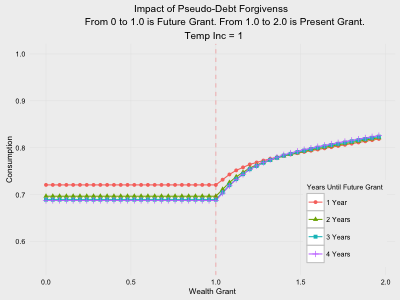 Impact of Pseudo-Debt Forgivenss
From 0 to 1.0 is Future Grant. From 1.0 to 2.0 is Present Grant.
Temp Inc = 1
1.0
0.9
0.8
0.7
0.6
Consumption
0.0
0.5
1.0
1.5
2.0
Wealth Grant
Years Until Future Grant
1 Year
2 Years
3 Years
4 Years